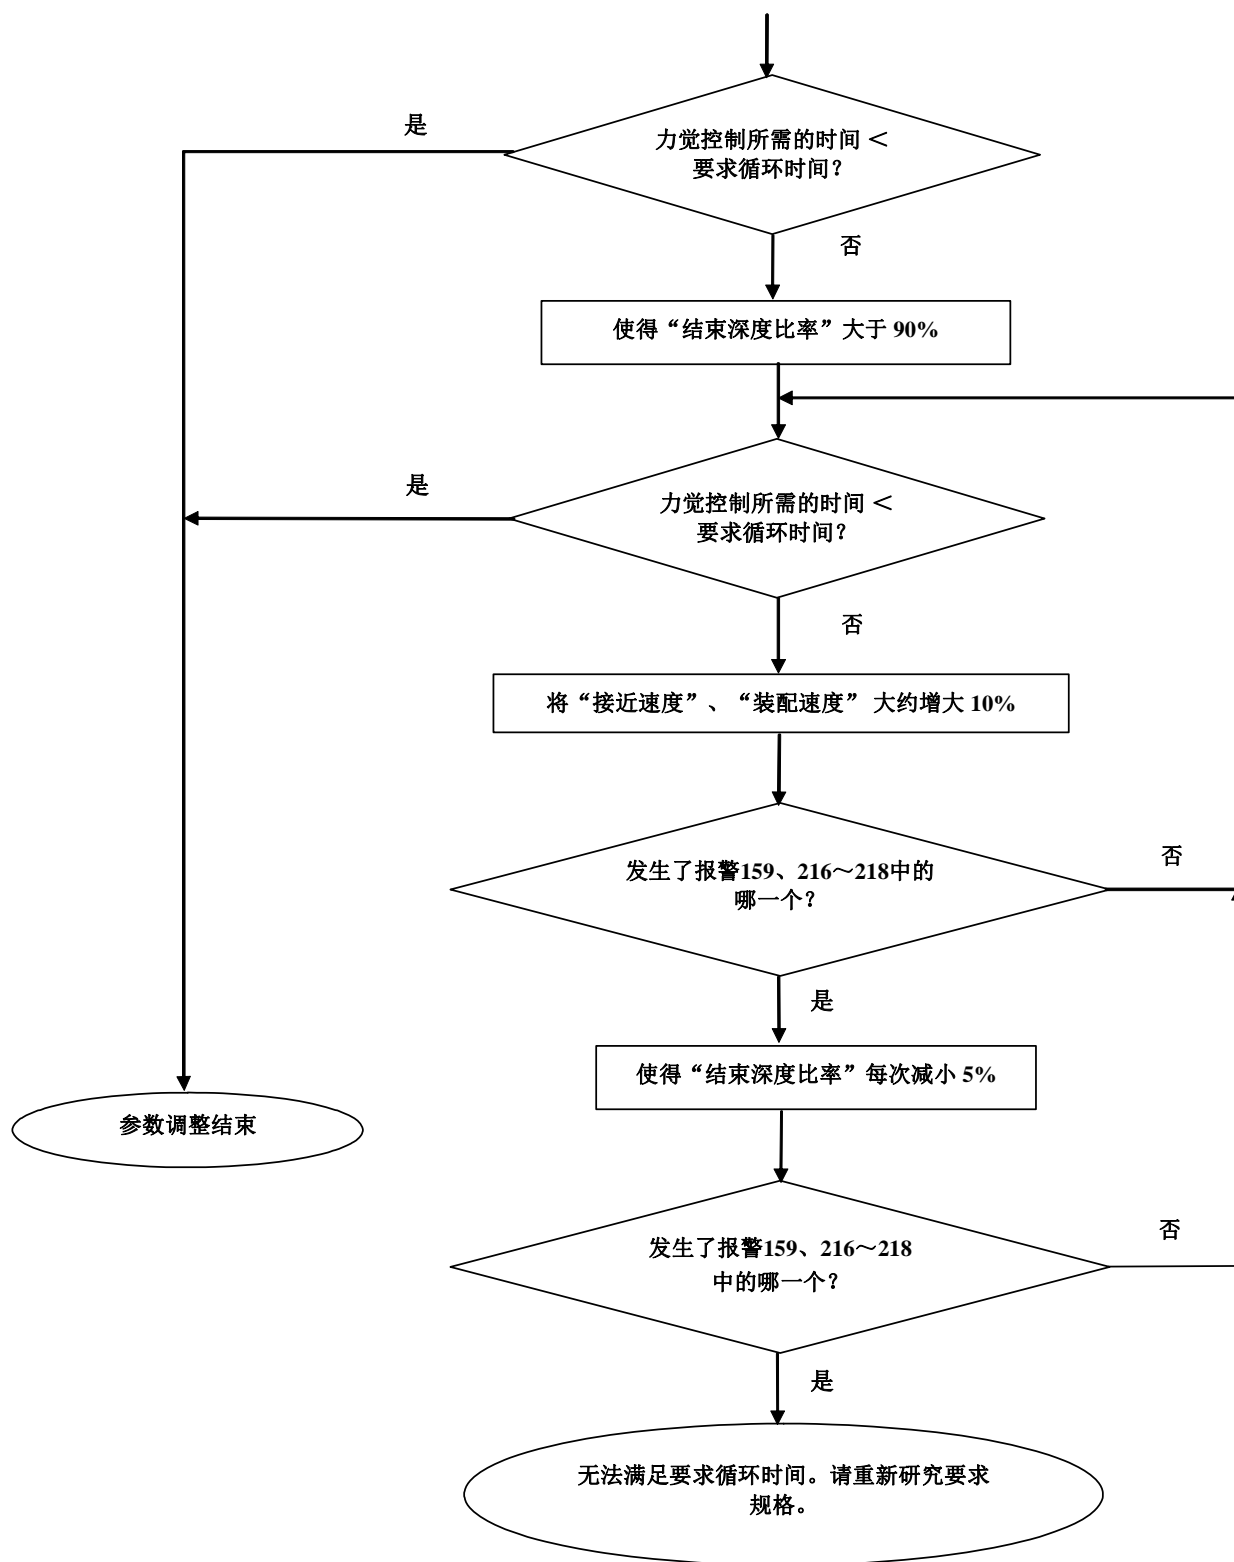 是
力觉控制所需的时间 ＜
要求循环时间？
否
使得“结束深度比率”大于 90%
是
力觉控制所需的时间 ＜
要求循环时间？
否
将“接近速度”、“装配速度” 大约增大 10%
发生了报警159、216～218中的
哪一个？
否
是
使得“结束深度比率”每次减小 5%
参数调整结束
发生了报警159、216～218
中的哪一个？
否
是
无法满足要求循环时间。请重新研究要求
规格。